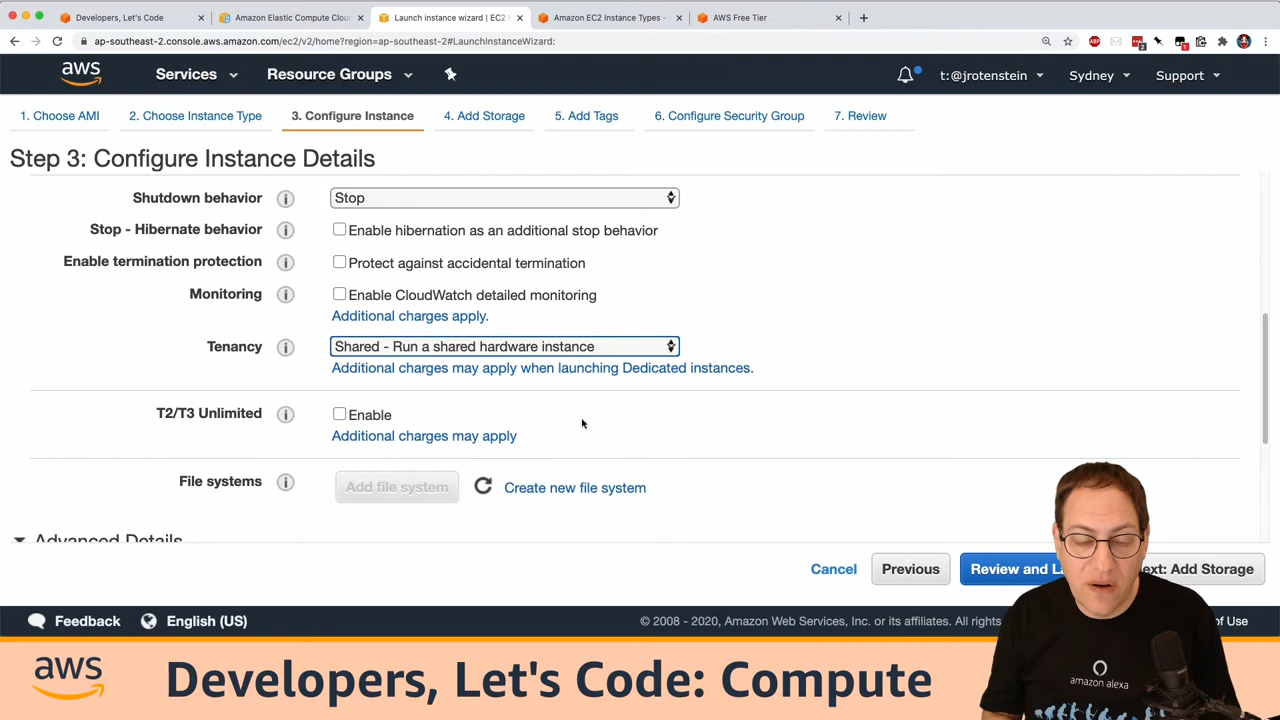 Developers, Let's Code
Amazon Elastic Compute Clou
Launch instance wizard | EC2
Amazon EC2 Instance Types -
AWS Free Tier
ap-southeast-2.console.aws.amazon.com/ec2/v2/home?region=ap-southeast-2#LaunchInstanceWizard:
aws Services Resource Groups t:@jrotenstein Sydney Support
1. Choose AMI 2. Choose Instance Type 3. Configure Instance 4. Add Storage 5. Add Tags 6. Configure Security Group 7. Review
Step 3: Configure Instance Details
Shutdown behavior Stop
Stop - Hibernate behavior Enable hibernation as an additional stop behavior
Enable termination protection Protect against accidental termination
Monitoring Enable CloudWatch detailed monitoring
Additional charges apply.
Tenancy Shared - Run a shared hardware instance
Additional charges may apply when launching Dedicated instances.
T2/T3 Unlimited Enable
Additional charges may apply
File systems Add file system Create new file system
Advanced Details
Cancel Previous Review and La ext: Add Storage
Feedback English (US) © 2008 - 2020, Amazon Web Services, Inc. or its affiliates. All rights of Use
aws Developers, Let's Code: Compute
amazon alexa